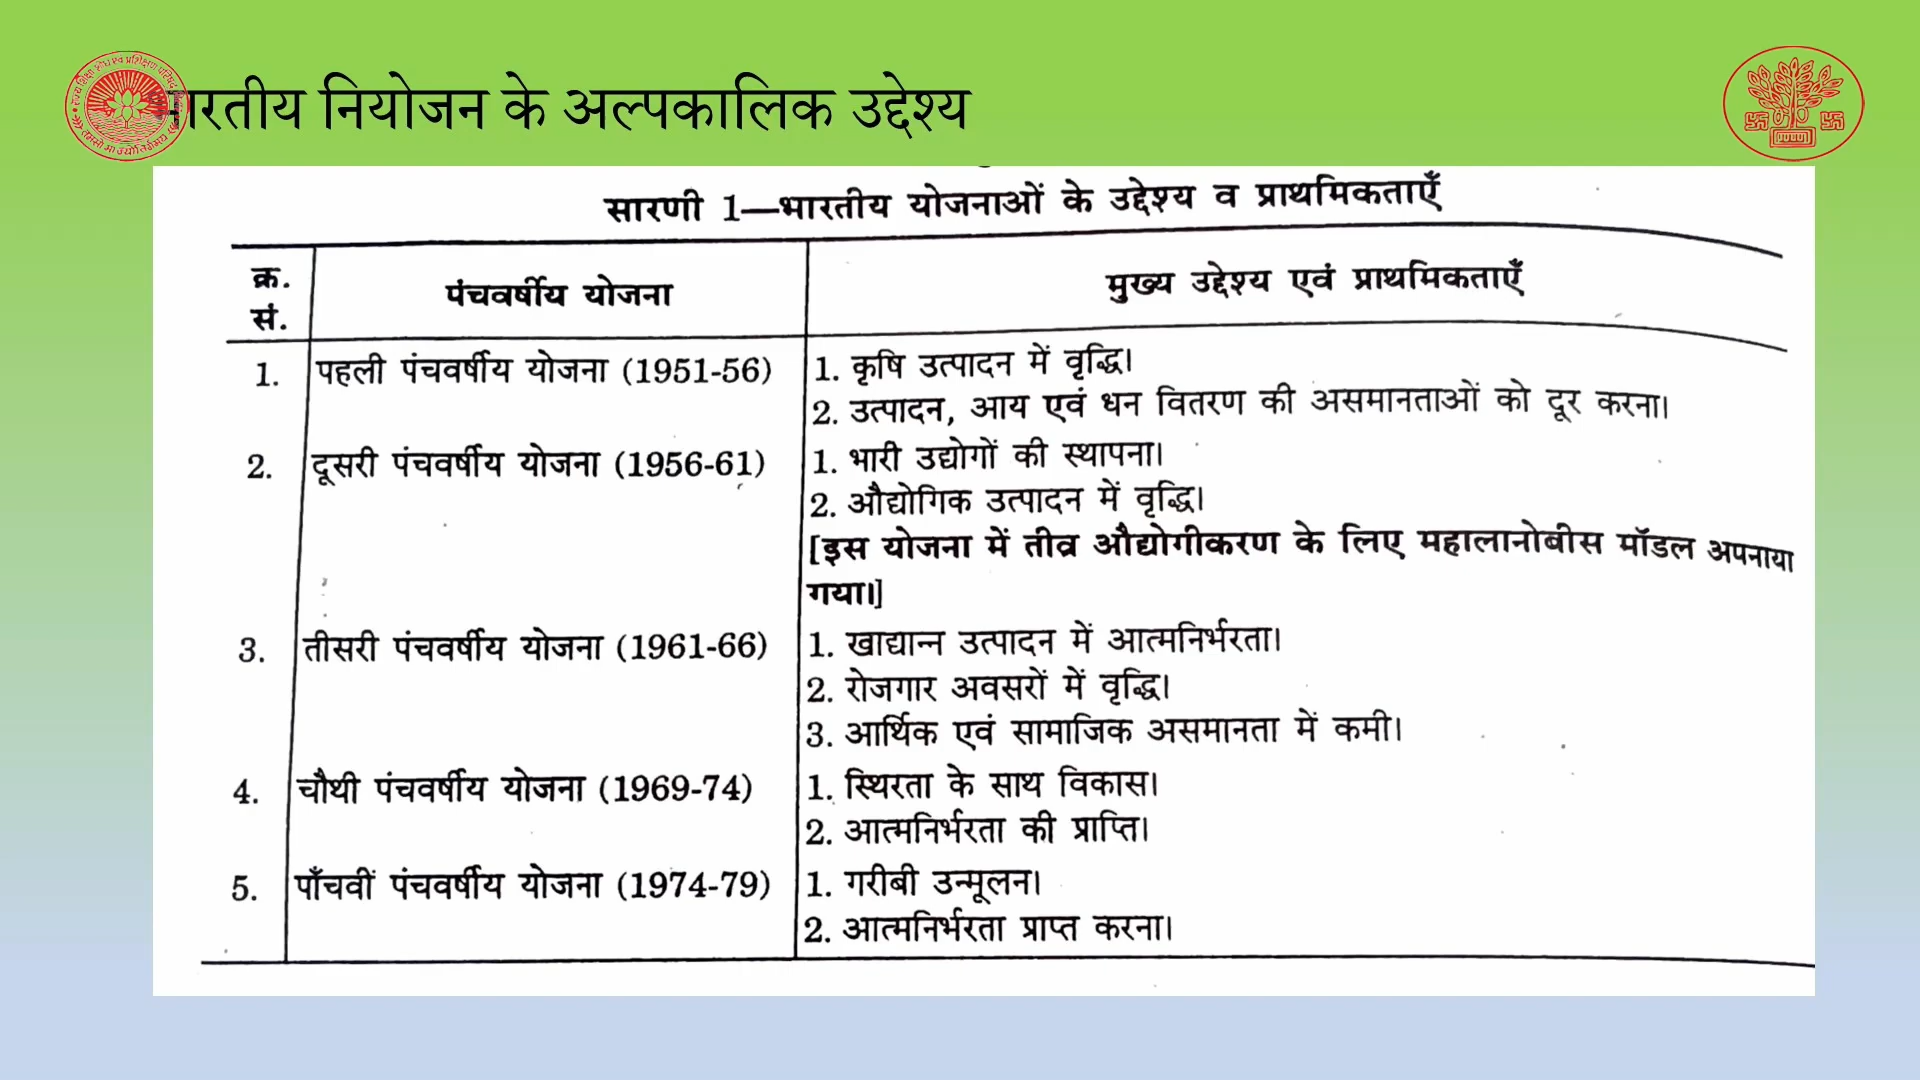 भारतीय नियोजन के अल्पकालिक उद्देश्य
सारणी 1—भारतीय योजनाओं के उद्देश्य व प्राथमिकताएँ
क्र. सं.
पंचवर्षीय योजना
मुख्य उद्देश्य एवं प्राथमिकताएँ
1. पहली पंचवर्षीय योजना (1951-56)
1. कृषि उत्पादन में वृद्धि।
2. उत्पादन, आय एवं धन वितरण की असमानताओं को दूर करना।
2. दूसरी पंचवर्षीय योजना (1956-61)
1. भारी उद्योगों की स्थापना।
2. औद्योगिक उत्पादन में वृद्धि।
[इस योजना में तीव्र औद्योगीकरण के लिए महालानोबीस मॉडल अपनाया
गया।]
3. तीसरी पंचवर्षीय योजना (1961-66)
1. खाद्यान्न उत्पादन में आत्मनिर्भरता।
2. रोजगार अवसरों में वृद्धि।
3. आर्थिक एवं सामाजिक असमानता में कमी।
4. चौथी पंचवर्षीय योजना (1969-74)
1. स्थिरता के साथ विकास।
2. आत्मनिर्भरता की प्राप्ति।
5. पाँचवीं पंचवर्षीय योजना (1974-79)
1. गरीबी उन्मूलन।
2. आत्मनिर्भरता प्राप्त करना।